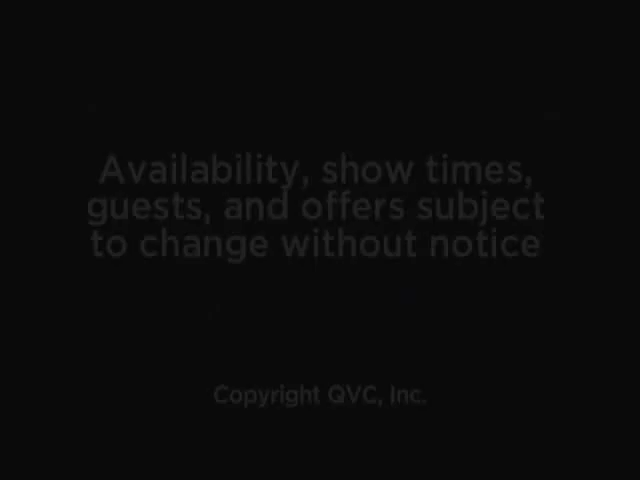 Availability, show times,
guests, and offers subject
to change without notice
Copyright QVC, Inc.